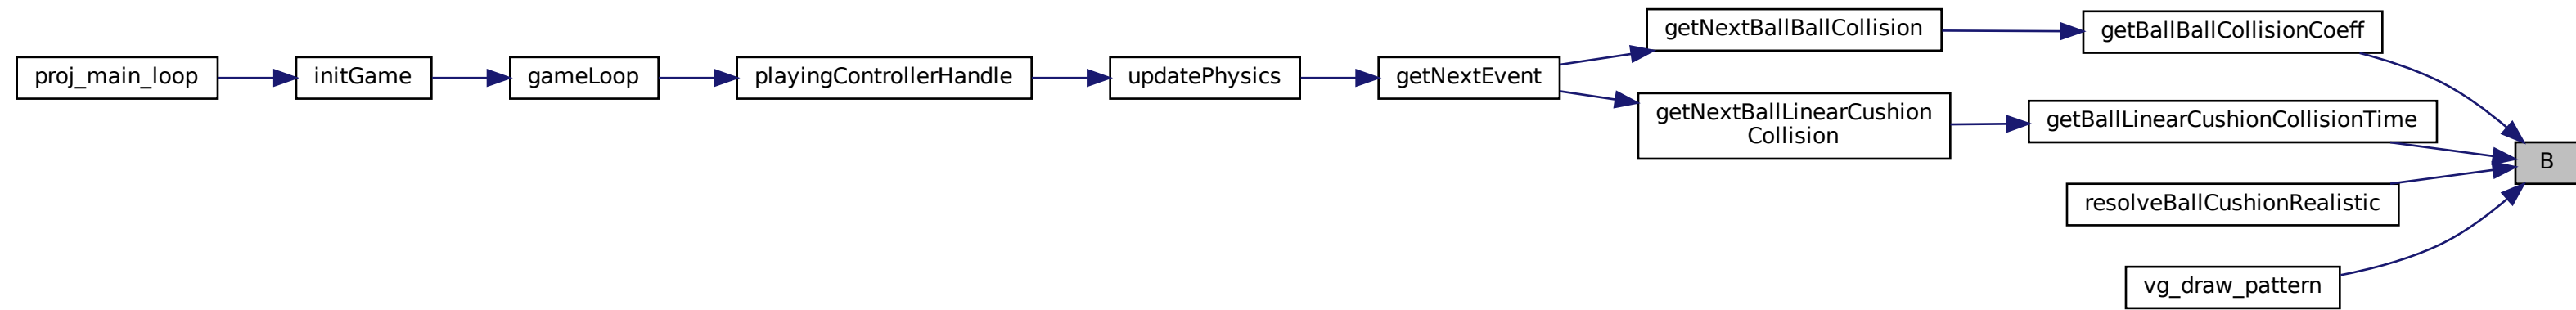 proj_main_loop
initGame
gameLoop
playingControllerHandle
updatePhysics
getNextEvent
getNextBallBallCollision
getBallBallCollisionCoeff
getNextBallLinearCushion
Collision
getBallLinearCushionCollisionTime
resolveBallCushionRealistic
vg_draw_pattern
B